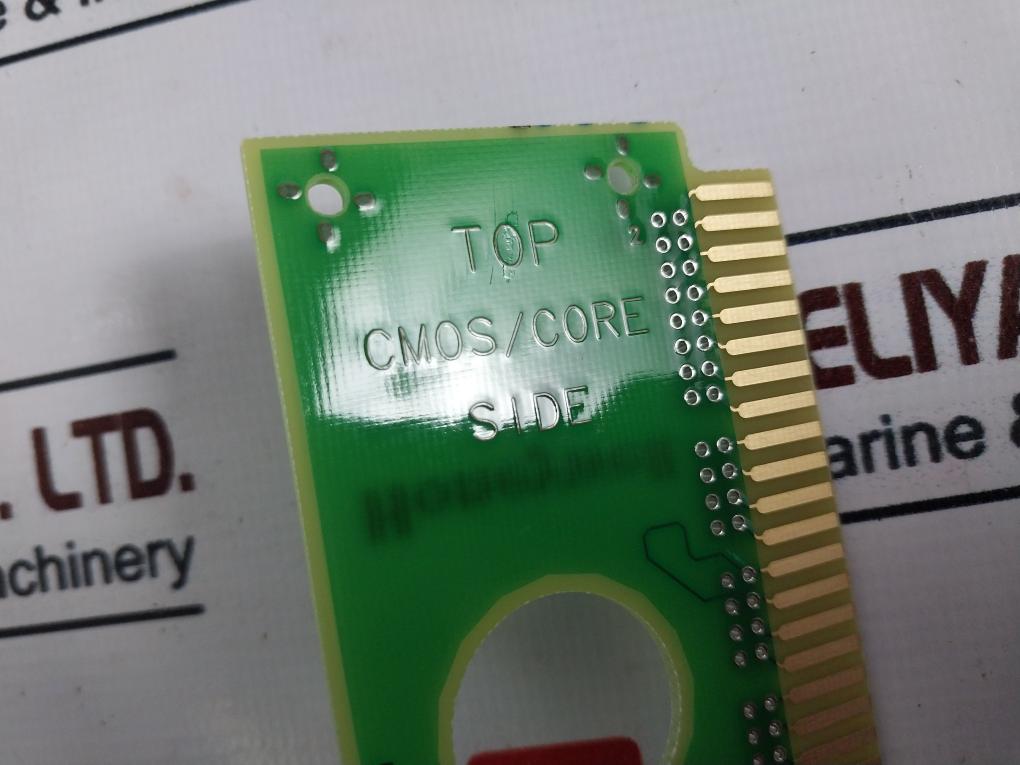 TOP
2
CMOS/CORE
SIDE
ELIYA
arine &
. LTD.
achinery